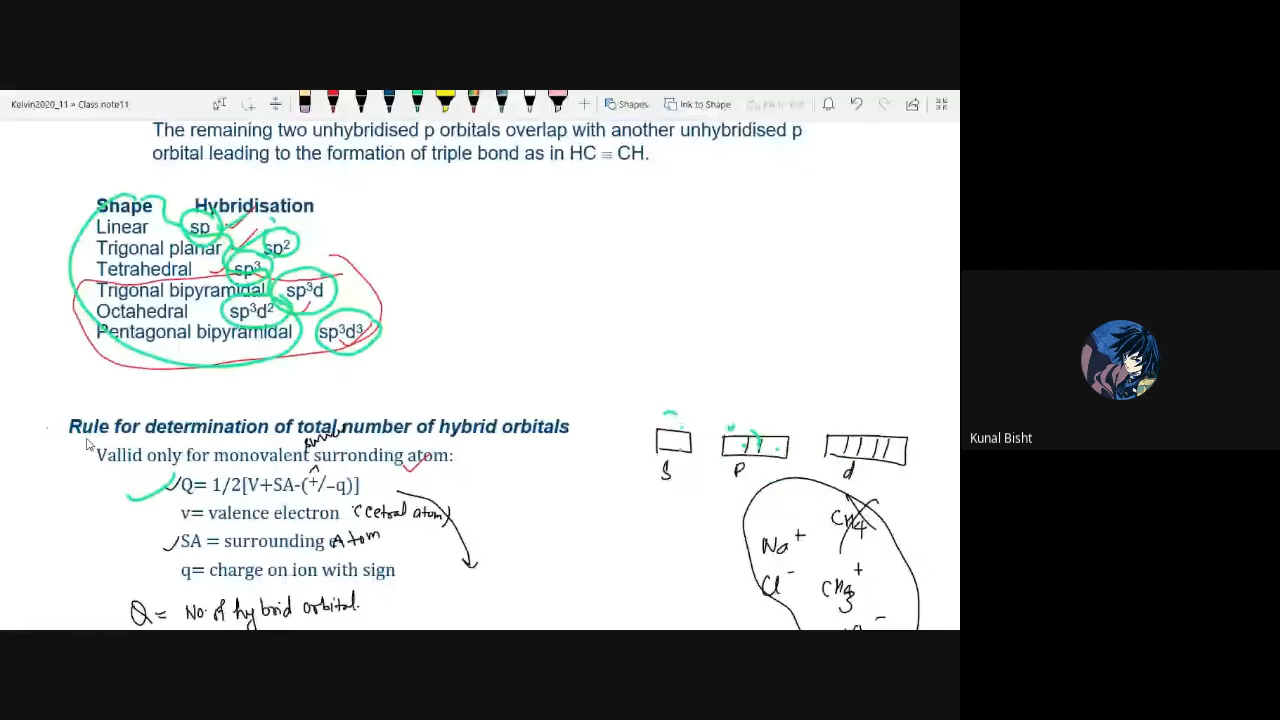 Kelvin2020_11 » Class note11
Shapes
Ink to Shape
The remaining two unhybridised p orbitals overlap with another unhybridised p
orbital leading to the formation of triple bond as in HC ≡ CH.
Shape Hybridisation
Linear sp
Trigonal planar sp²
Tetrahedral sp³
Trigonal bipyramidal sp³d
Octahedral sp³d²
Pentagonal bipyramidal sp³d³
Rule for determination of total number of hybrid orbitals
Vallid only for monovalent surronding atom:
Q= 1/2[V+SA-(+/-q)]
v= valence electron (Cetral atom)
SA = surrounding Atom
q= charge on ion with sign
Q= No. of hybrid orbital.
S P d
CH4
Na+
Cl-
CH3+
Kunal Bisht